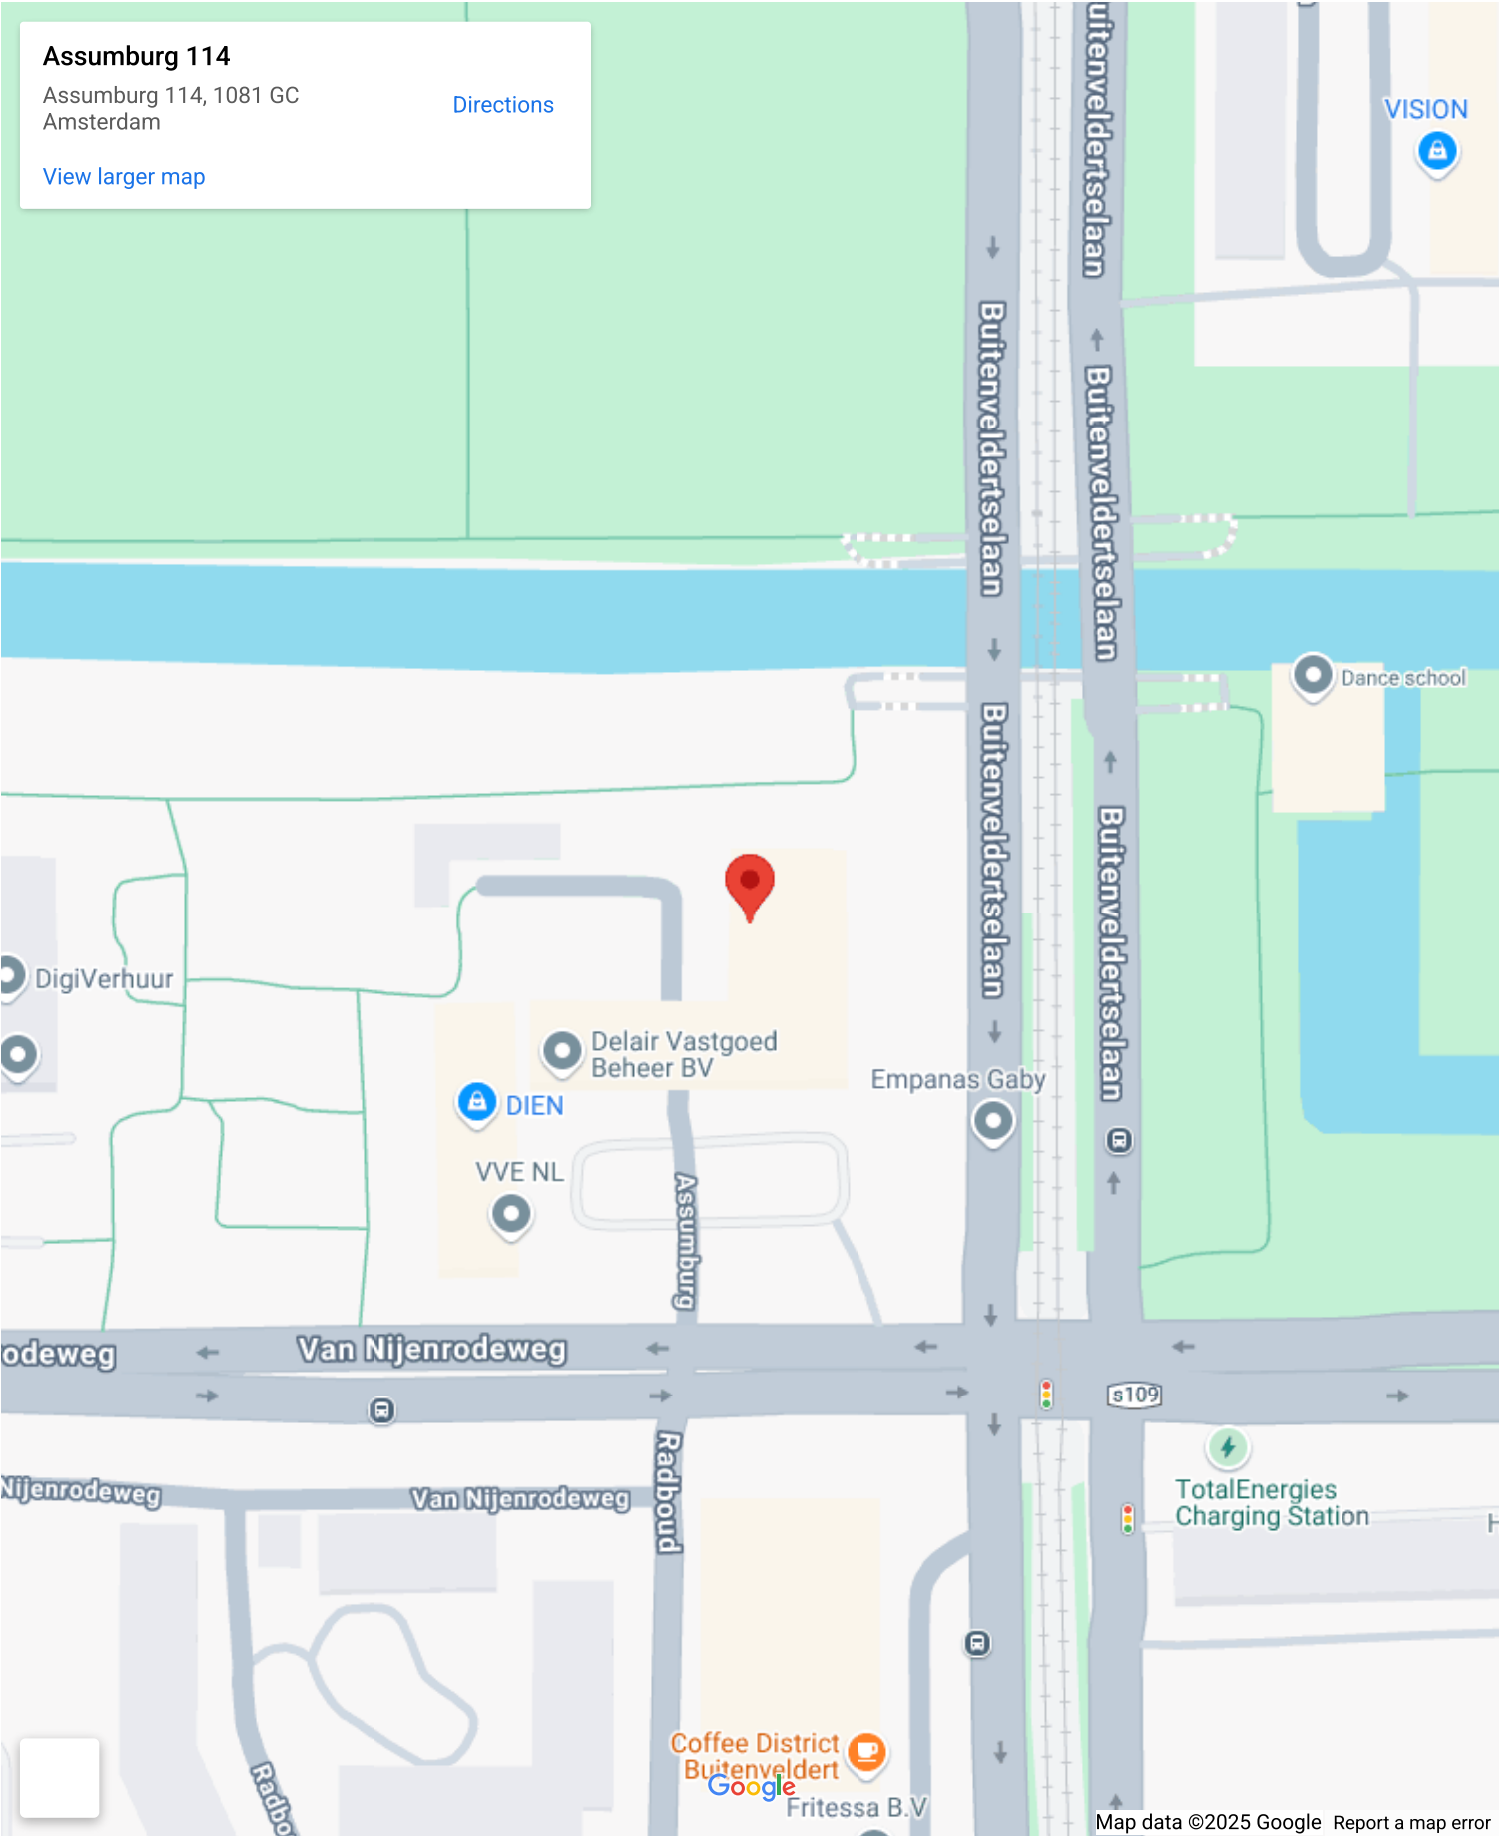 Assumburg 114
Assumburg 114, 1081 GC
Amsterdam
Directions
View larger map
uitenveldertselaan
VISION
Buitenveldertselaan
Buitenveldertselaan
Dance school
Buitenveldertselaan
Buitenveldertselaan
DigiVerhuur
Delair Vastgoed
Beheer BV
Empanas Gaby
DIEN
VVE NL
Assumburg
odeweg
Van Nijenrodeweg
s109
Radboud
Nijenrodeweg
Van Nijenrodeweg
TotalEnergies
Charging Station
H
Coffee District
Buitenveldert
Google
Radbo
Fritessa B.V
Map data ©2025 Google
Report a map error